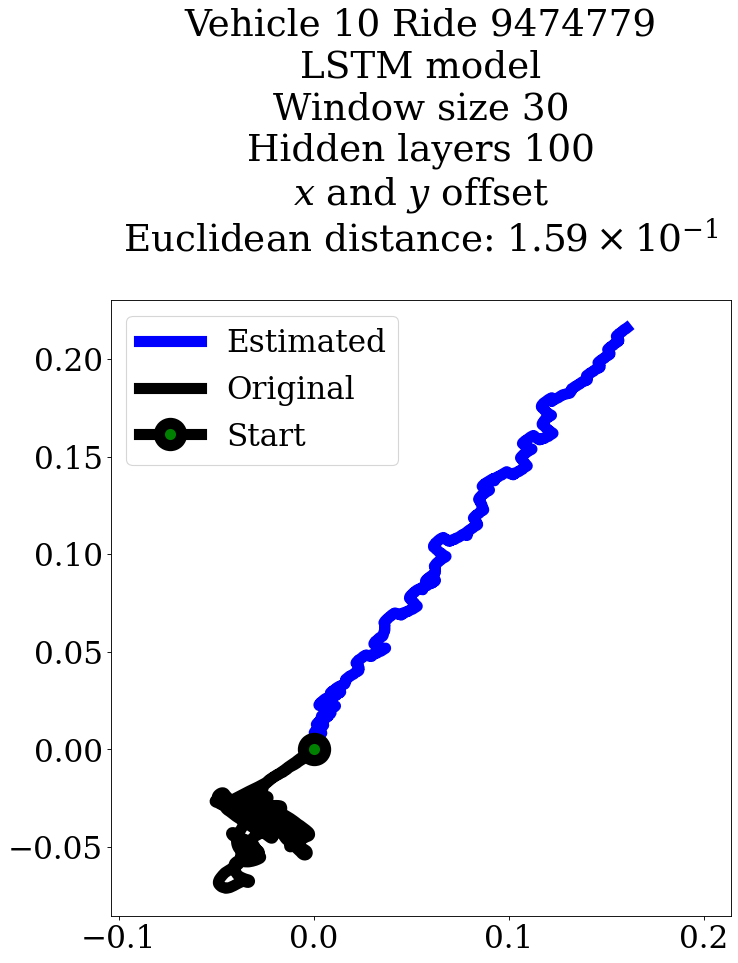 Vehicle 10 Ride 9474779
LSTM model
Window size 30
Hidden layers 100
x and y offset
Euclidean distance: 1.59 × 10⁻¹
Estimated
Original
Start
0.20
0.15
0.10
0.05
0.00
−0.05
−0.1 0.0 0.1 0.2